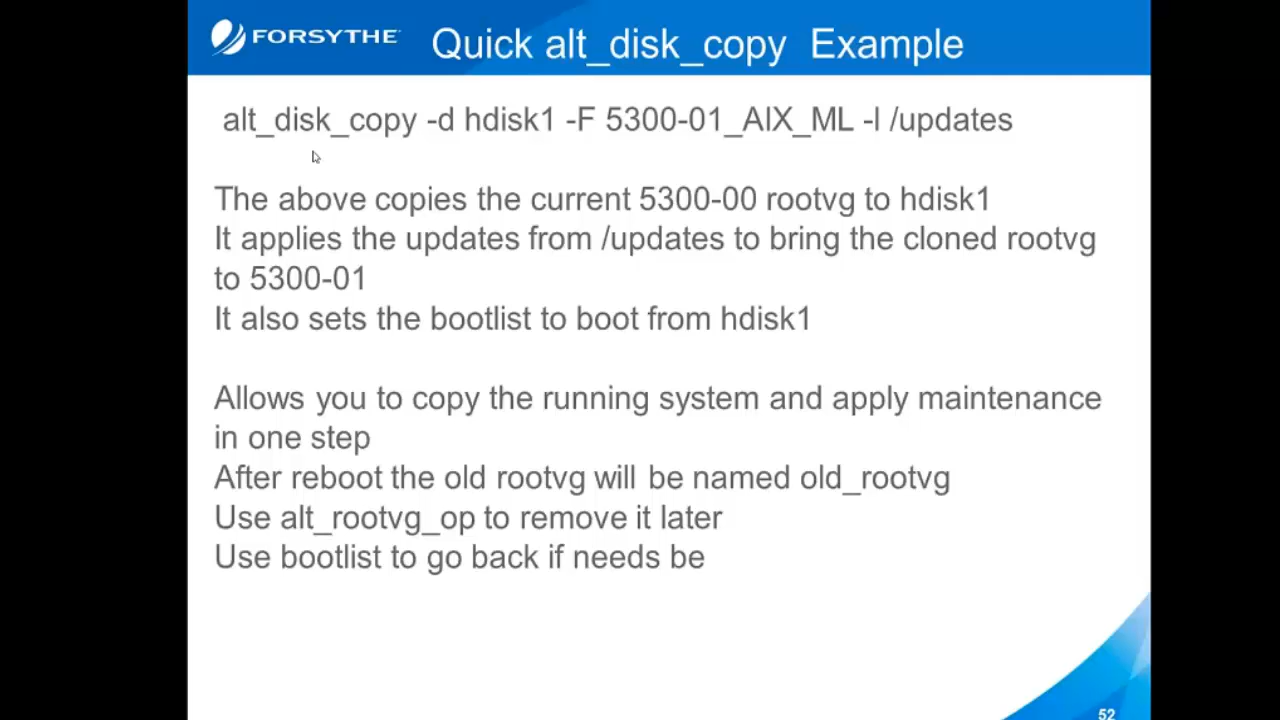 FORSYTHE
Quick alt_disk_copy Example
alt_disk_copy -d hdisk1 -F 5300-01_AIX_ML -l /updates
The above copies the current 5300-00 rootvg to hdisk1
It applies the updates from /updates to bring the cloned rootvg
to 5300-01
It also sets the bootlist to boot from hdisk1
Allows you to copy the running system and apply maintenance
in one step
After reboot the old rootvg will be named old_rootvg
Use alt_rootvg_op to remove it later
Use bootlist to go back if needs be
52